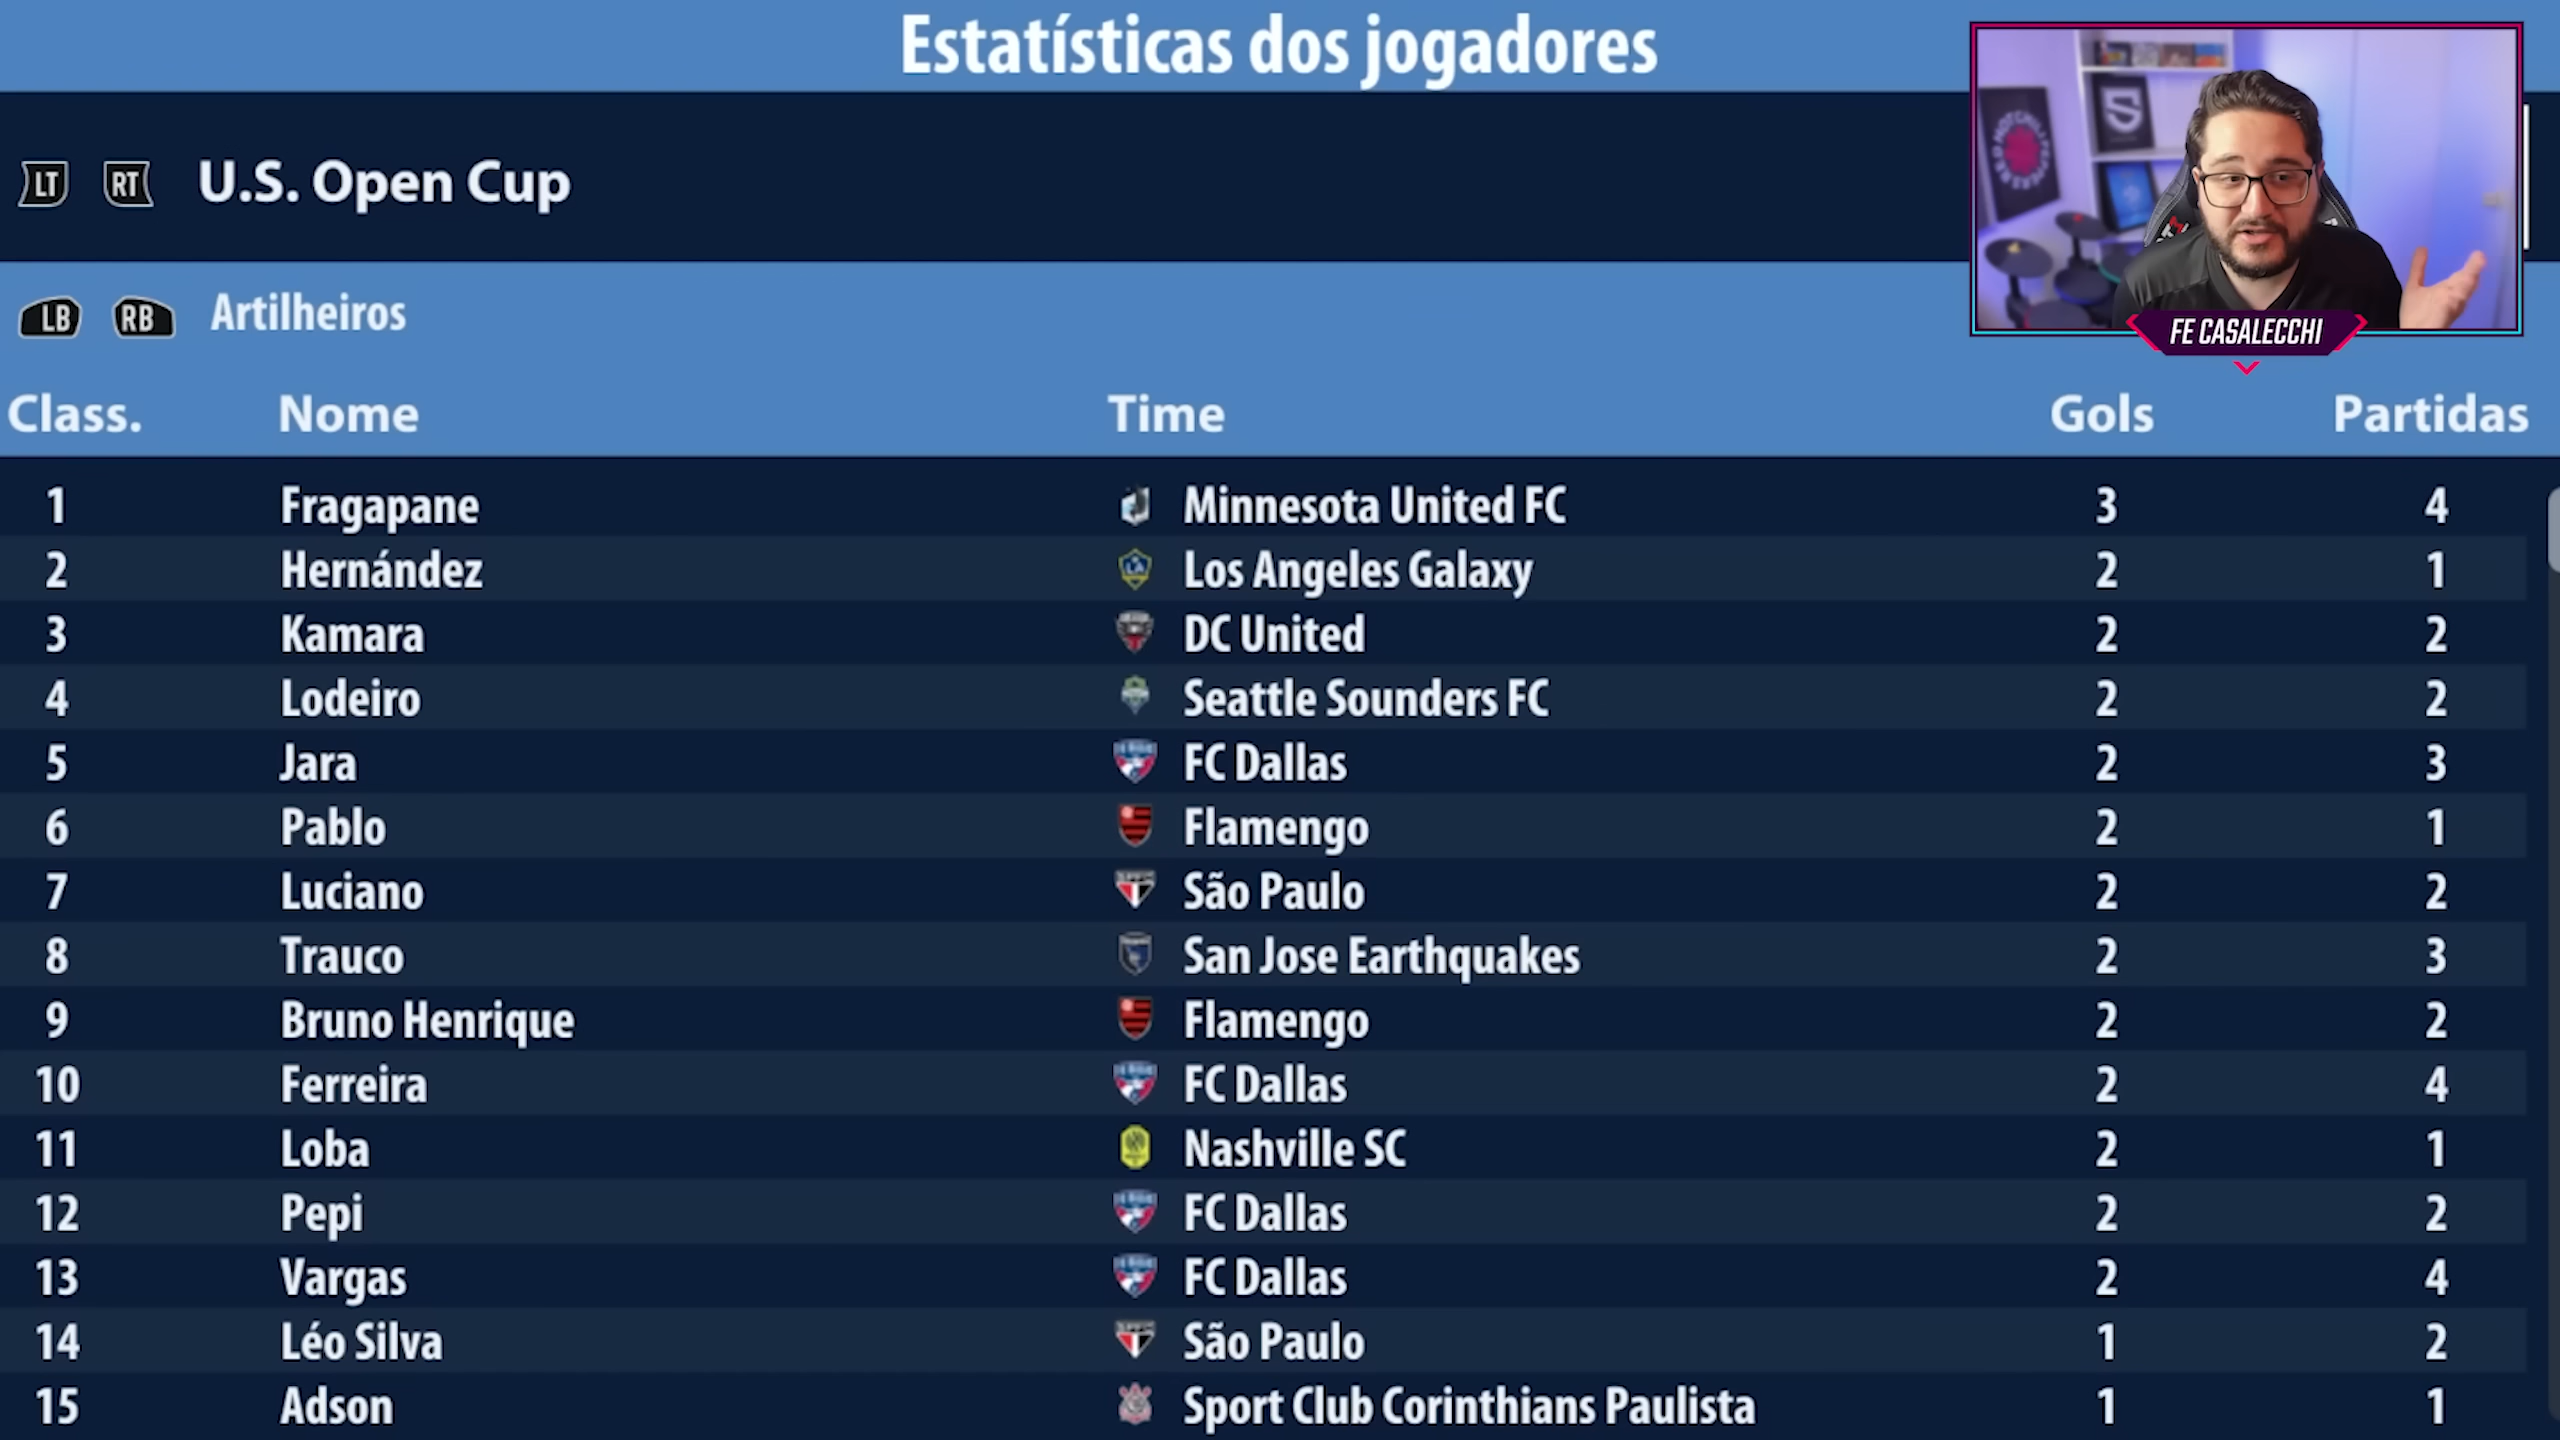 Estatísticas dos jogadores
LT RT U.S. Open Cup
LB RB Artilheiros
FE CASALECCHI
Class. Nome Time Gols Partidas
1 Fragapane Minnesota United FC 3 4
2 Hernández Los Angeles Galaxy 2 1
3 Kamara DC United 2 2
4 Lodeiro Seattle Sounders FC 2 2
5 Jara FC Dallas 2 3
6 Pablo Flamengo 2 1
7 Luciano São Paulo 2 2
8 Trauco San Jose Earthquakes 2 3
9 Bruno Henrique Flamengo 2 2
10 Ferreira FC Dallas 2 4
11 Loba Nashville SC 2 1
12 Pepi FC Dallas 2 2
13 Vargas FC Dallas 2 4
14 Léo Silva São Paulo 1 2
15 Adson Sport Club Corinthians Paulista 1 1